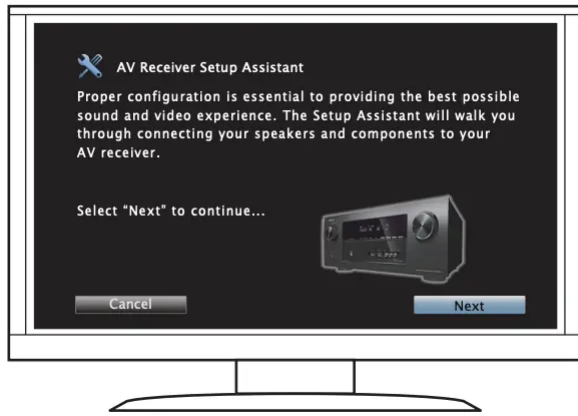 AV Receiver Setup Assistant
Proper configuration is essential to providing the best possible
sound and video experience. The Setup Assistant will walk you
through connecting your speakers and components to your
AV receiver.
Select “Next” to continue...
Cancel
Next